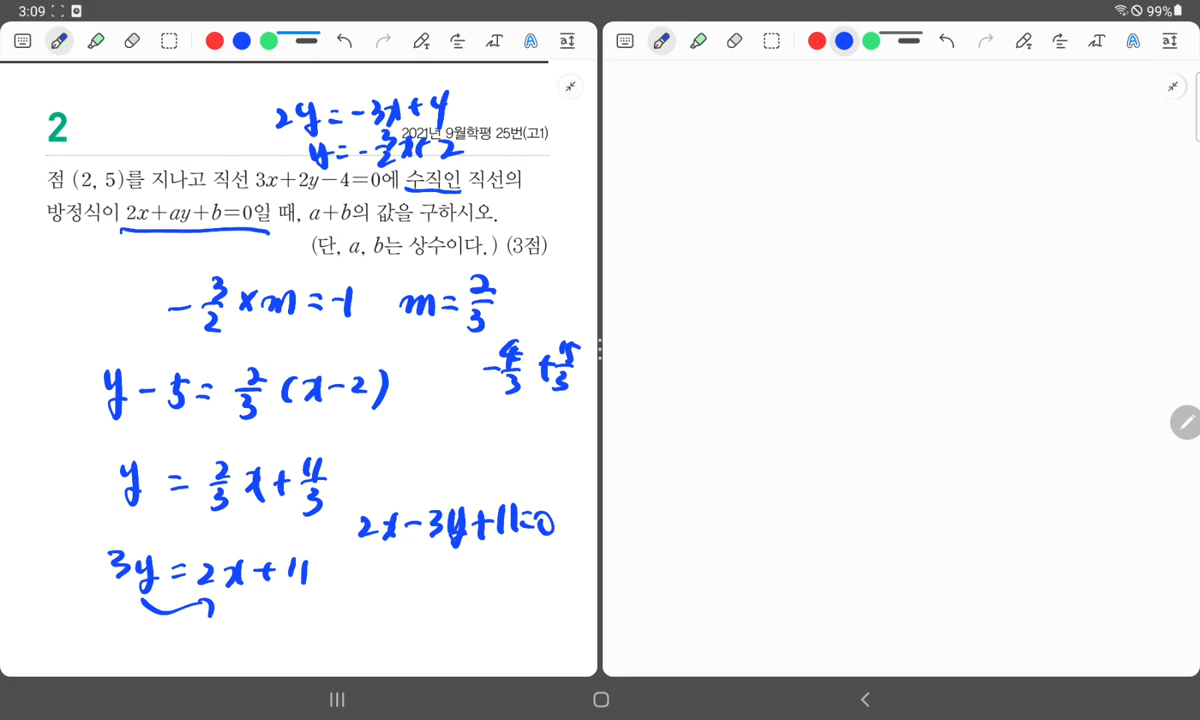 3:09
99%
2y=-3x+4
2
2021년 9월학평 25번(고1)
y=-3/2x+2
점 (2, 5)를 지나고 직선 3x+2y-4=0에 수직인 직선의
방정식이 2x+ay+b=0일 때, a+b의 값을 구하시오.
(단, a, b는 상수이다.) (3점)
-3/2×m=-1 m=2/3
-4/3+15/3
y-5=2/3(x-2)
y=2/3x+11/3
2x-3y+11=0
3y=2x+11